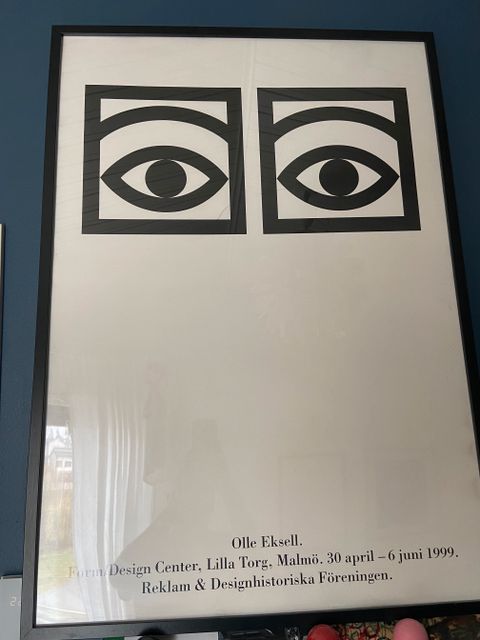 Olle Eksell.
Form/Design Center, Lilla Torg, Malmö. 30 april – 6 juni 1999.
Reklam & Designhistoriska Föreningen.